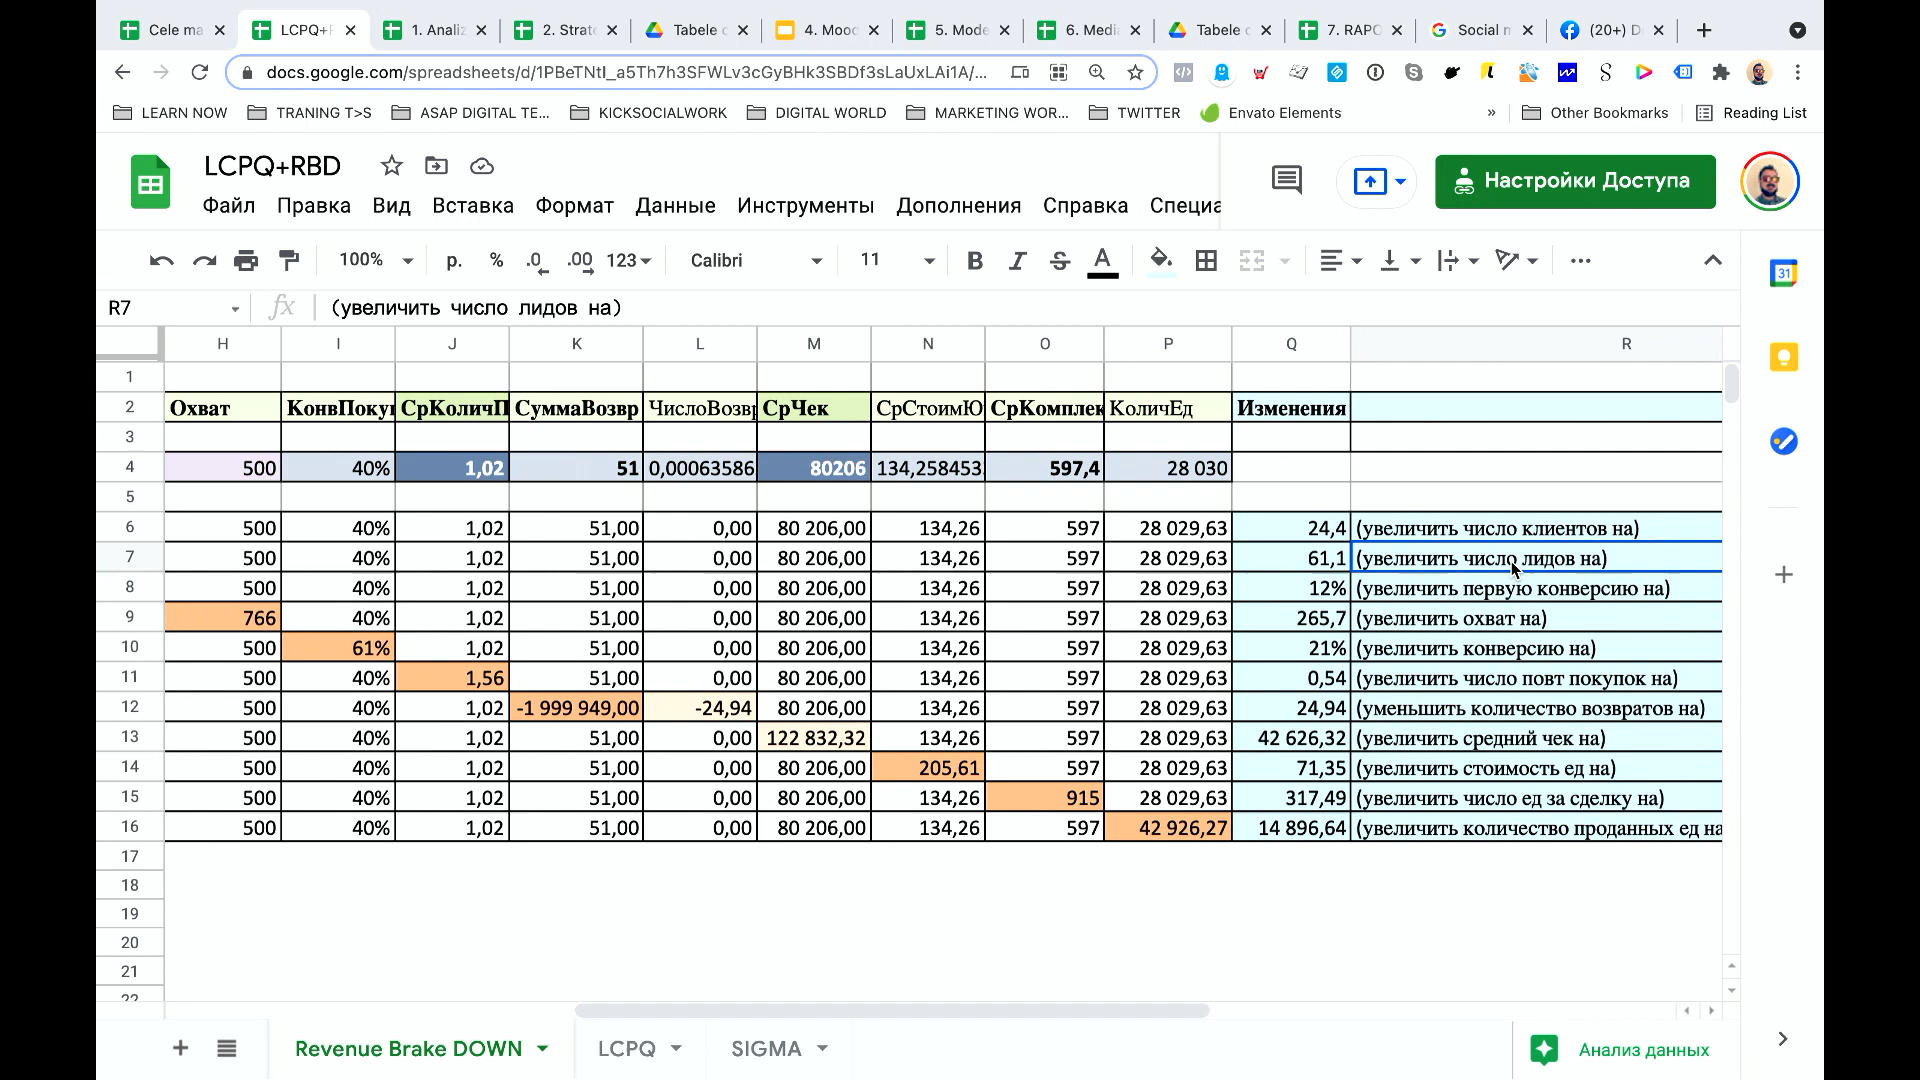 Cele ma
LCPQ+F
1. Analiz
2. Strate
Tabele c
4. Mood
5. Mode
6. Media
Tabele c
7. RAPO
Social m
(20+) D
docs.google.com/spreadsheets/d/1PBeTNtI_a5Th7h3SFWLv3cGyBHk3SBDf3sLaUxLAi1A/...
LEARN NOW TRANING T>S ASAP DIGITAL TE... KICKSOCIALWORK DIGITAL WORLD MARKETING WOR... TWITTER Envato Elements » Other Bookmarks Reading List
LCPQ+RBD
Настройки Доступа
Файл Правка Вид Вставка Формат Данные Инструменты Дополнения Справка Специа
100% р. % .0 .00 123 Calibri 11 B I S A
31
R7 fx (увеличить число лидов на)
H I J K L M N O P Q R
1
2 Охват КонвПокуп СрКоличП СуммаВозвр ЧислоВозвр СрЧек СрСтоимЮ СрКомплек КоличЕд Изменения
3
4 500 40% 1,02 51 0,00063586 80206 134,258453 597,4 28 030
5
6 500 40% 1,02 51,00 0,00 80 206,00 134,26 597 28 029,63 24,4 (увеличить число клиентов на)
7 500 40% 1,02 51,00 0,00 80 206,00 134,26 597 28 029,63 61,1 (увеличить число лидов на)
8 500 40% 1,02 51,00 0,00 80 206,00 134,26 597 28 029,63 12% (увеличить первую конверсию на)
9 766 40% 1,02 51,00 0,00 80 206,00 134,26 597 28 029,63 265,7 (увеличить охват на)
10 500 61% 1,02 51,00 0,00 80 206,00 134,26 597 28 029,63 21% (увеличить конверсию на)
11 500 40% 1,56 51,00 0,00 80 206,00 134,26 597 28 029,63 0,54 (увеличить число повт покупок на)
12 500 40% 1,02 -1 999 949,00 -24,94 80 206,00 134,26 597 28 029,63 24,94 (уменьшить количество возвратов на)
13 500 40% 1,02 51,00 0,00 122 832,32 134,26 597 28 029,63 42 626,32 (увеличить средний чек на)
14 500 40% 1,02 51,00 0,00 80 206,00 205,61 597 28 029,63 71,35 (увеличить стоимость ед на)
15 500 40% 1,02 51,00 0,00 80 206,00 134,26 915 28 029,63 317,49 (увеличить число ед за сделку на)
16 500 40% 1,02 51,00 0,00 80 206,00 134,26 597 42 926,27 14 896,64 (увеличить количество проданных ед на
17
18
19
20
21
22
Revenue Brake DOWN LCPQ SIGMA Анализ данных